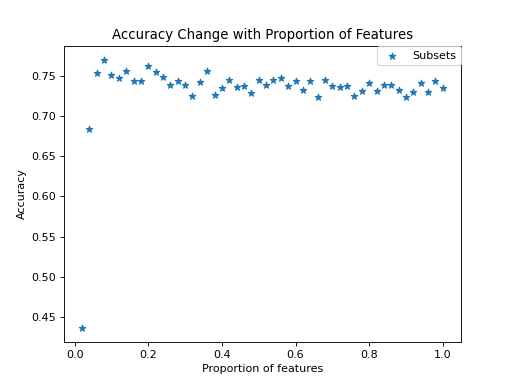 Accuracy Change with Proportion of Features
Subsets
Accuracy
0.75
0.70
0.65
0.60
0.55
0.50
0.45
0.0 0.2 0.4 0.6 0.8 1.0
Proportion of features